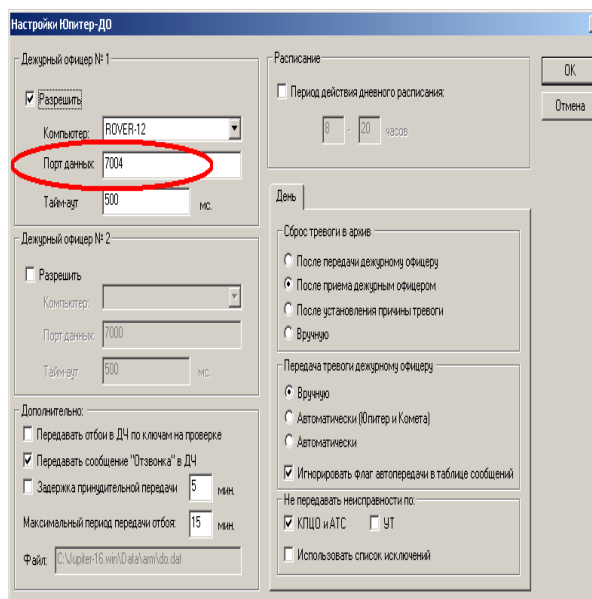 Настройки Юпитер-ДО
Дежурный офицер № 1
Разрешить
Компьютер: ROVER-12
Порт данных: 7004
Тайм-аут 500 мс.
Дежурный офицер № 2
Разрешить
Компьютер:
Порт данных: 7000
Тайм-аут 500 мс.
Дополнительно:
Передавать отбои в ДЧ по ключам на проверке
Передавать сообщение "Отзвонка" в ДЧ
Задержка принудительной передачи 5 мин.
Максимальный период передачи отбоя: 15 мин.
Файл: C:\Jupiter-16.win\Data\arm\do.dat
Расписание
Период действия дневного расписания:
8 - 20 часов
OK
Отмена
День
Сброс тревоги в архив
После передачи дежурному офицеру
После приема дежурным офицером
После установления причины тревоги
Вручную
Передача тревоги дежурному офицеру
Вручную
Автоматически (Юпитер и Комета)
Автоматически
Игнорировать флаг автопередачи в таблице сообщений
Не передавать неисправности по:
КПЦО и АТС УТ
Использовать список исключений